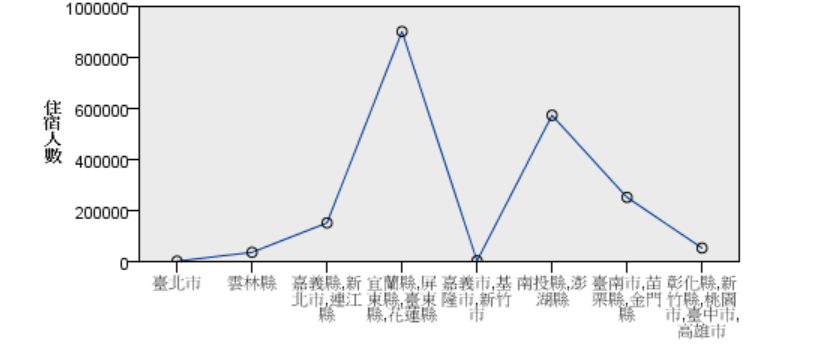 1000000
800000
600000
400000
200000
0
住宿人數
臺北市
雲林縣
嘉義縣,新
北市,連江
縣
宜蘭縣,屏
東縣,臺東
縣,花蓮縣
嘉義市,基
隆市,新竹
市
南投縣,澎
湖縣
臺南市,苗
栗縣,金門
縣
彰化縣,新
竹縣,桃園
市,臺中市,
高雄市